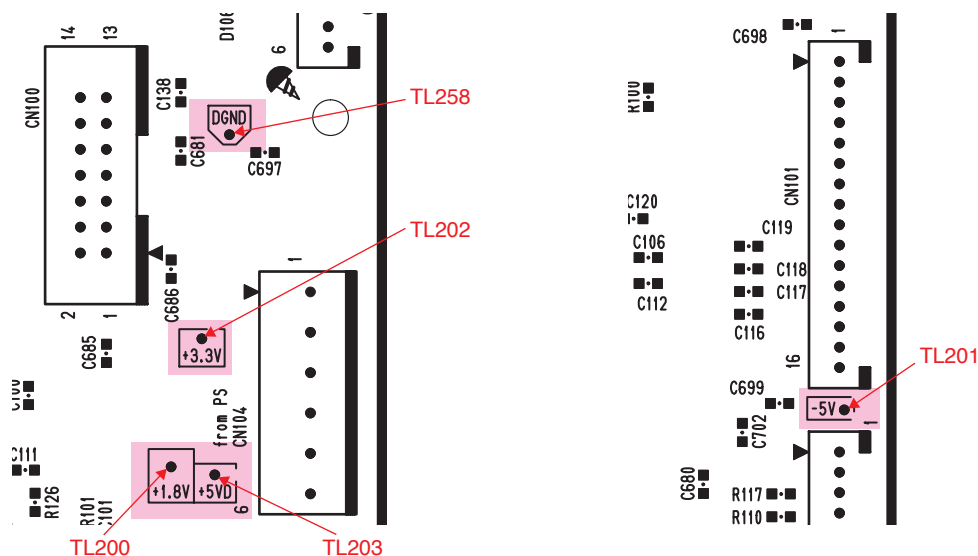 14
13
CN100
2
1
C138
C681
DGND
C697
6
TL258
TL202
C686
C685
+3.3V
1
from PS
CN104
6
C111
R126
R101
C101
+1.8V
+5VD
TL200
TL203
C698
1
R100
CN101
C120
C106
C112
C119
C118
C117
C116
16
TL201
C699
-5V
1
C702
C680
R117
R110